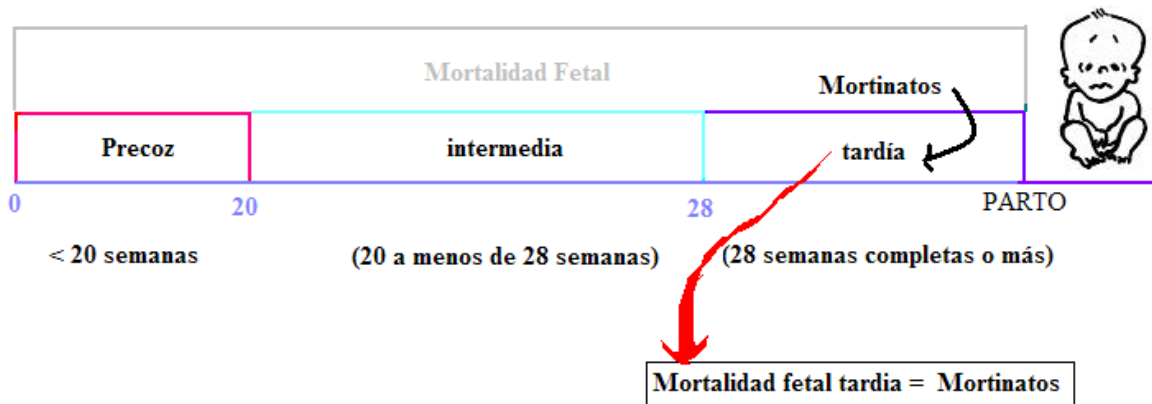 Mortalidad Fetal
Mortinatos
Precoz
intermedia
tardía
0
20
28
PARTO
< 20 semanas
(20 a menos de 28 semanas)
(28 semanas completas o más)
Mortalidad fetal tardia = Mortinatos